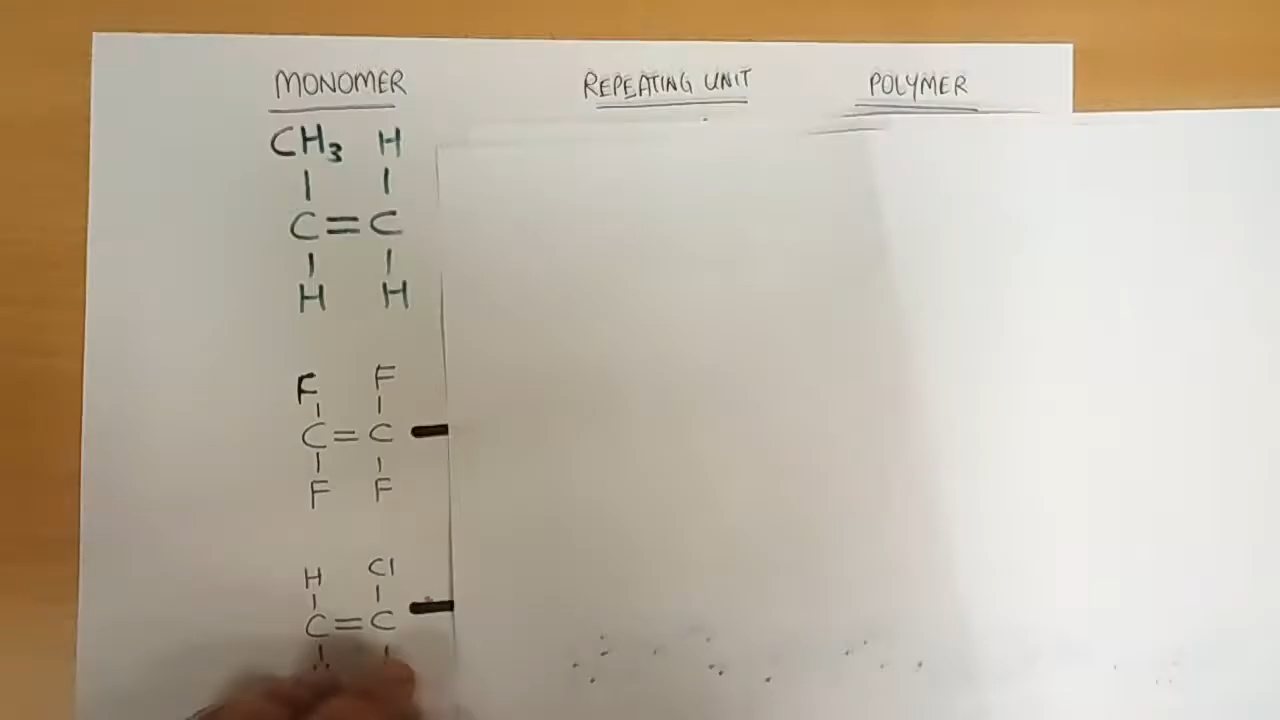 MONOMER REPEATING UNIT POLYMER
CH₃ H
| |
C=C
| |
H H
F F
| |
C=C
| |
F F
H Cl
| |
C=C
| |